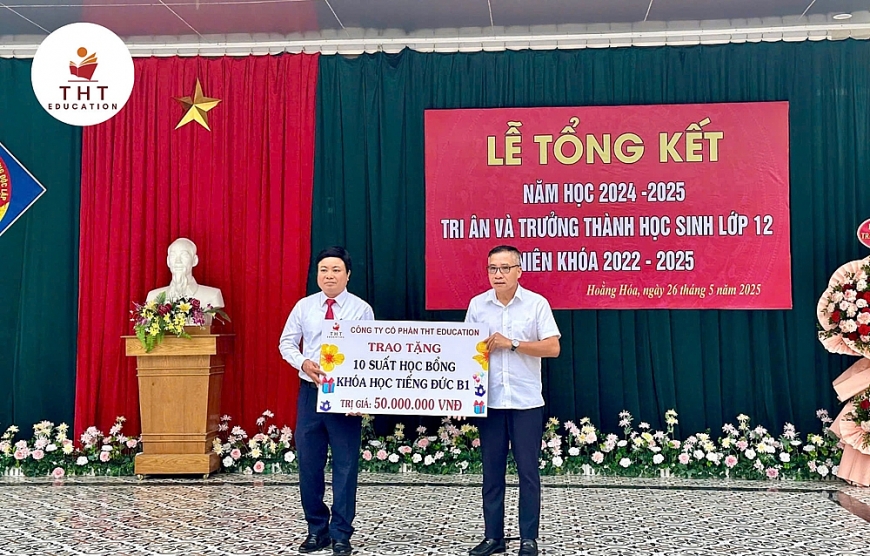 THT
EDUCATION
LỄ TỔNG KẾT
NĂM HỌC 2024 -2025
TRI ÂN VÀ TRƯỞNG THÀNH HỌC SINH LỚP 12
NIÊN KHÓA 2022 - 2025
Hoằng Hóa, ngày 26 tháng 5 năm 2025
THT
CÔNG TY CỔ PHẦN THT EDUCATION
TRAO TẶNG
10 SUẤT HỌC BỔNG
KHÓA HỌC TIẾNG ĐỨC B1
TRỊ GIÁ: 50.000.000 VNĐ